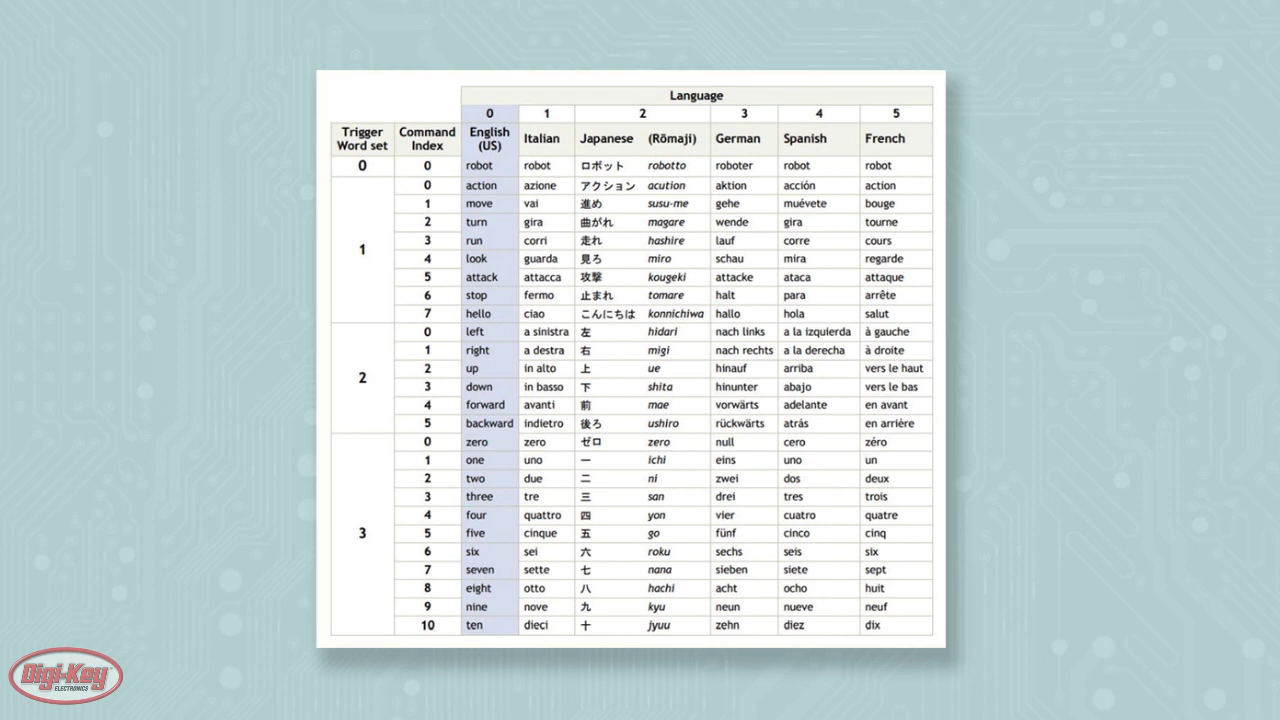 Language
0 1 2 3 4 5
Trigger Word set Command Index English (US) Italian Japanese (Rōmaji) German Spanish French
0 0 robot robot ロボット robotto roboter robot robot
0 action azione アクション acution aktion acción action
1 move vai 進め susu-me gehe muévete bouge
2 turn gira 曲がれ magare wende gira tourne
1 3 run corri 走れ hashire lauf corre cours
4 look guarda 見ろ miro schau mira regarde
5 attack attacca 攻撃 kougeki attacke ataca attaque
6 stop fermo 止まれ tomare halt para arrête
7 hello ciao こんにちは konnichiwa hallo hola salut
0 left a sinistra 左 hidari nach links a la izquierda à gauche
1 right a destra 右 migi nach rechts a la derecha à droite
2 2 up in alto 上 ue hinauf arriba vers le haut
3 down in basso 下 shita hinunter abajo vers le bas
4 forward avanti 前 mae vorwärts adelante en avant
5 backward indietro 後ろ ushiro rückwärts atrás en arrière
0 zero zero ゼロ zero null cero zéro
1 one uno 一 ichi eins uno un
2 two due 二 ni zwei dos deux
3 three tre 三 san drei tres trois
4 four quattro 四 yon vier cuatro quatre
3 5 five cinque 五 go fünf cinco cinq
6 six sei 六 roku sechs seis six
7 seven sette 七 nana sieben siete sept
8 eight otto 八 hachi acht ocho huit
9 nine nove 九 kyu neun nueve neuf
10 ten dieci 十 jyuu zehn diez dix
Digi-Key
ELECTRONICS